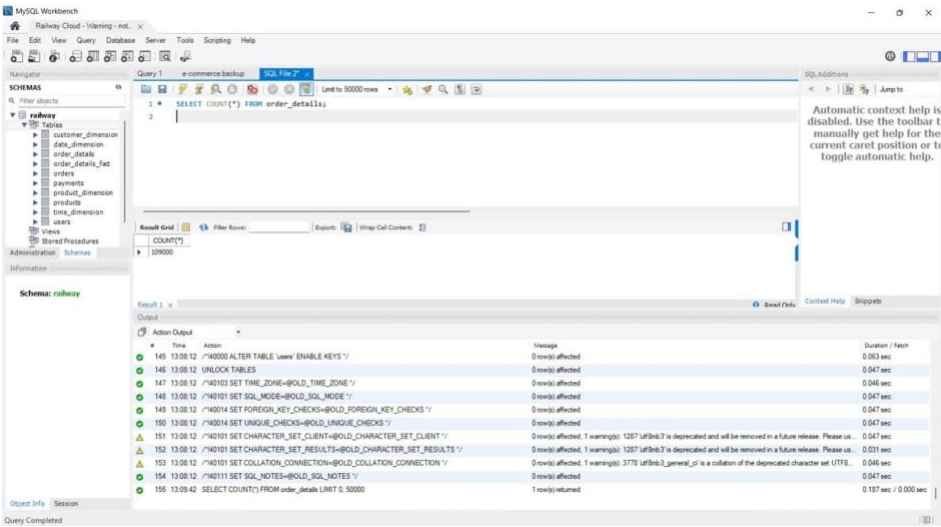 MySQL Workbench
Railway Cloud - Warning - not...
File Edit View Query Database Server Tools Scripting Help
Navigator
SCHEMAS
Filter objects
railway
Tables
customer_dimension
date_dimension
order_details
order_details_fad
orders
payments
product_dimension
products
time_dimension
users
Views
Stored Procedures
Administration Schemas
Information
Schema: railway
Object Info Session
Query Completed
Query 1 e-commerce backup SQL File 2*
Limit to 50000 rows
1 SELECT COUNT(*) FROM order_details;
2
Result Grid Filter Rows: Export: Wrap Cell Content:
COUNT(*)
109000
Result 1 Read Only
Output
Action Output
# Time Action Message Duration / Fetch
145 13:08:12 /*!40000 ALTER TABLE `users` ENABLE KEYS */ 0 row(s) affected 0.063 sec
146 13:08:12 UNLOCK TABLES 0 row(s) affected 0.047 sec
147 13:08:12 /*!40103 SET TIME_ZONE=@OLD_TIME_ZONE */ 0 row(s) affected 0.046 sec
148 13:08:12 /*!40101 SET SQL_MODE=@OLD_SQL_MODE */ 0 row(s) affected 0.047 sec
149 13:08:12 /*!40014 SET FOREIGN_KEY_CHECKS=@OLD_FOREIGN_KEY_CHECKS */ 0 row(s) affected 0.047 sec
150 13:08:12 /*!40014 SET UNIQUE_CHECKS=@OLD_UNIQUE_CHECKS */ 0 row(s) affected 0.047 sec
151 13:08:12 /*!40101 SET CHARACTER_SET_CLIENT=@OLD_CHARACTER_SET_CLIENT */ 0 row(s) affected, 1 warning(s): 1287 'utf8mb3' is deprecated and will be removed in a future release. Please us... 0.047 sec
152 13:08:12 /*!40101 SET CHARACTER_SET_RESULTS=@OLD_CHARACTER_SET_RESULTS */ 0 row(s) affected, 1 warning(s): 1287 'utf8mb3' is deprecated and will be removed in a future release. Please us... 0.031 sec
153 13:08:12 /*!40101 SET COLLATION_CONNECTION=@OLD_COLLATION_CONNECTION */ 0 row(s) affected, 1 warning(s): 3778 'utf8mb3_general_ci' is a collation of the deprecated character set UTF8... 0.046 sec
154 13:08:12 /*!40111 SET SQL_NOTES=@OLD_SQL_NOTES */ 0 row(s) affected 0.047 sec
155 13:09:42 SELECT COUNT(*) FROM order_details LIMIT 0, 50000 1 row(s) returned 0.187 sec / 0.000 sec
SQL Additions
Jump to
Automatic context help is
disabled. Use the toolbar t
manually get help for the
current caret position or to
toggle automatic help.
Context Help Snippets